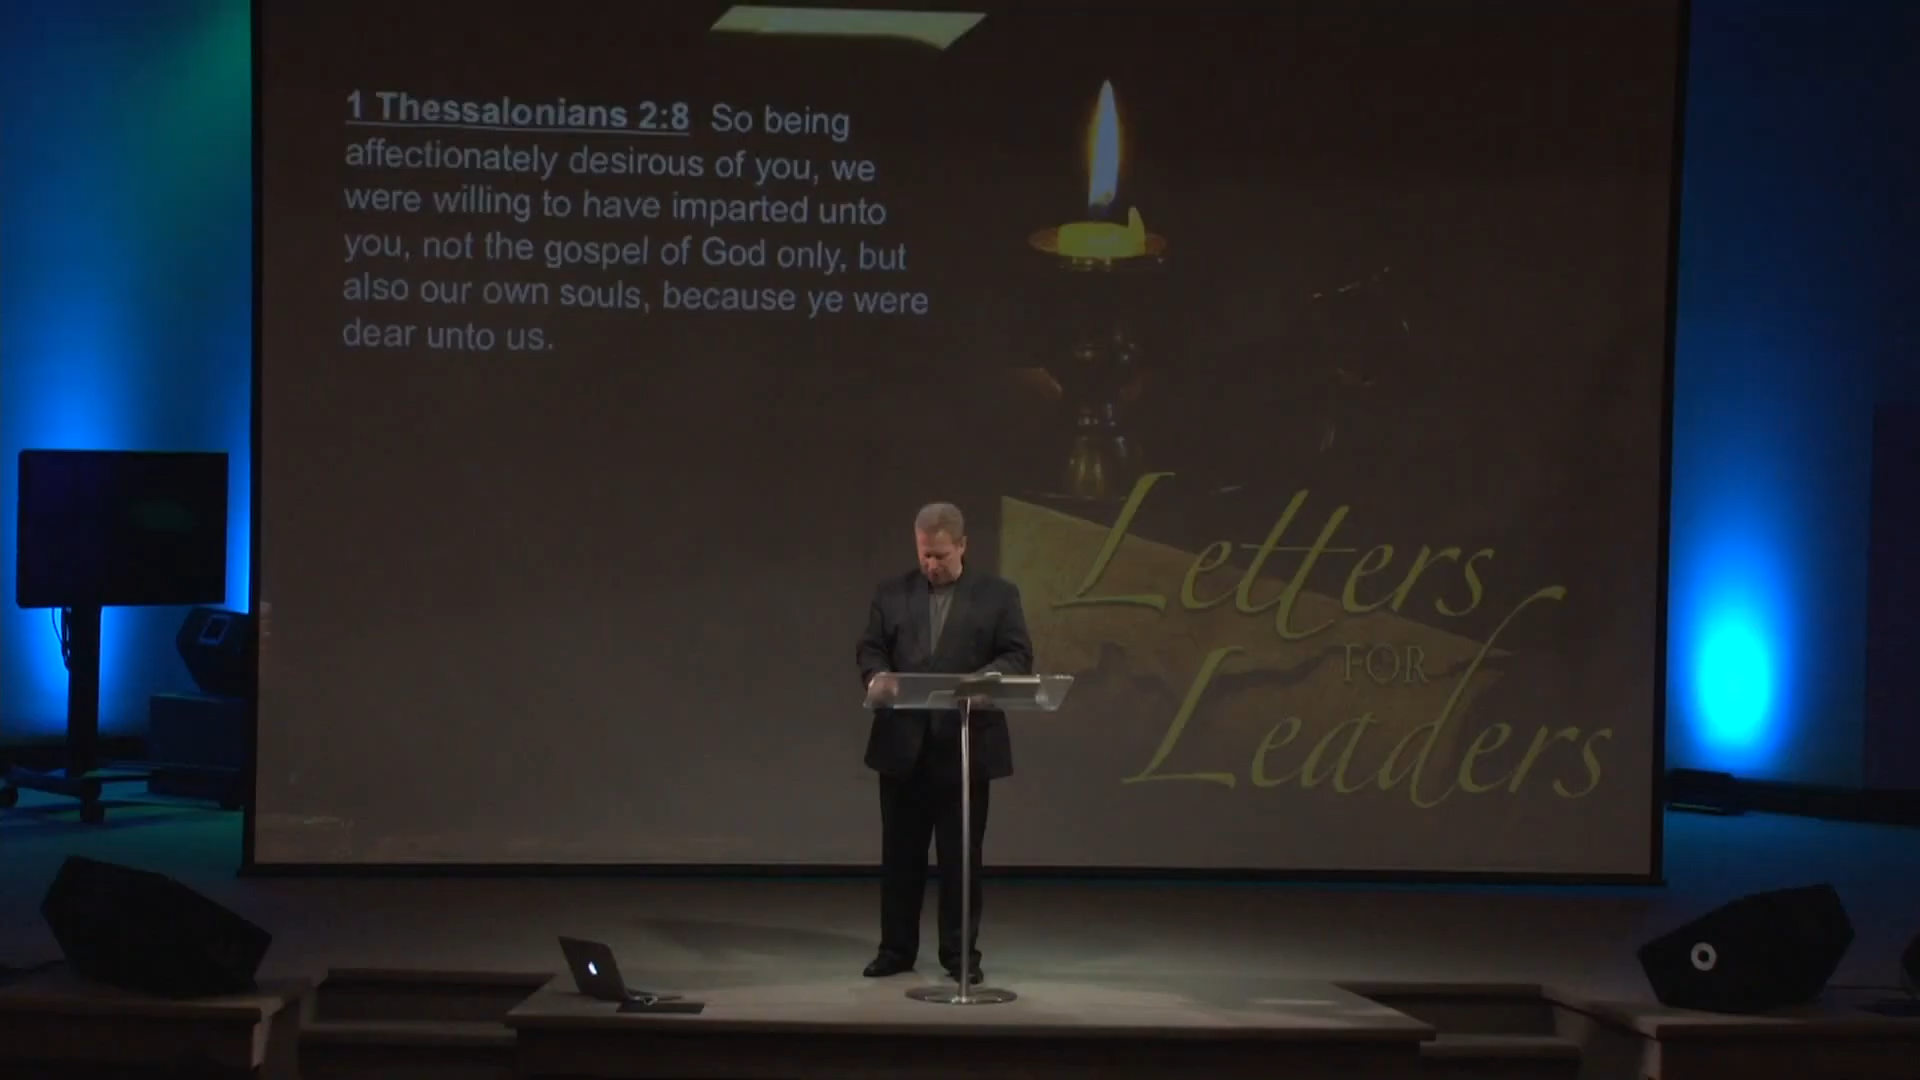 1 Thessalonians 2:8 So being
affectionately desirous of you, we
were willing to have imparted unto
you, not the gospel of God only, but
also our own souls, because ye were
dear unto us.
Letters
FOR
Leaders